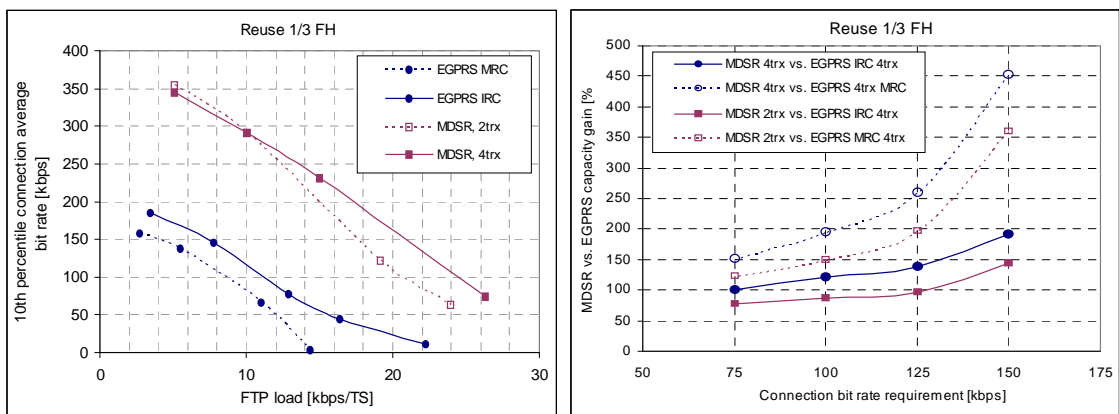 Reuse 1/3 FH
10th percentile connection average
bit rate [kbps]
400
350
300
250
200
150
100
50
0
EGPRS MRC
EGPRS IRC
MDSR, 2trx
MDSR, 4trx
0
10
20
30
FTP load [kbps/TS]
Reuse 1/3 FH
MDSR vs. EGPRS capacity gain [%
500
450
400
350
300
250
200
150
100
50
0
MDSR 4trx vs. EGPRS IRC 4trx
MDSR 4trx vs. EGPRS 4trx MRC
MDSR 2trx vs. EGPRS IRC 4trx
MDSR 2trx vs. EGPRS MRC 4trx
50
75
100
125
150
175
Connection bit rate requirement [kbps]